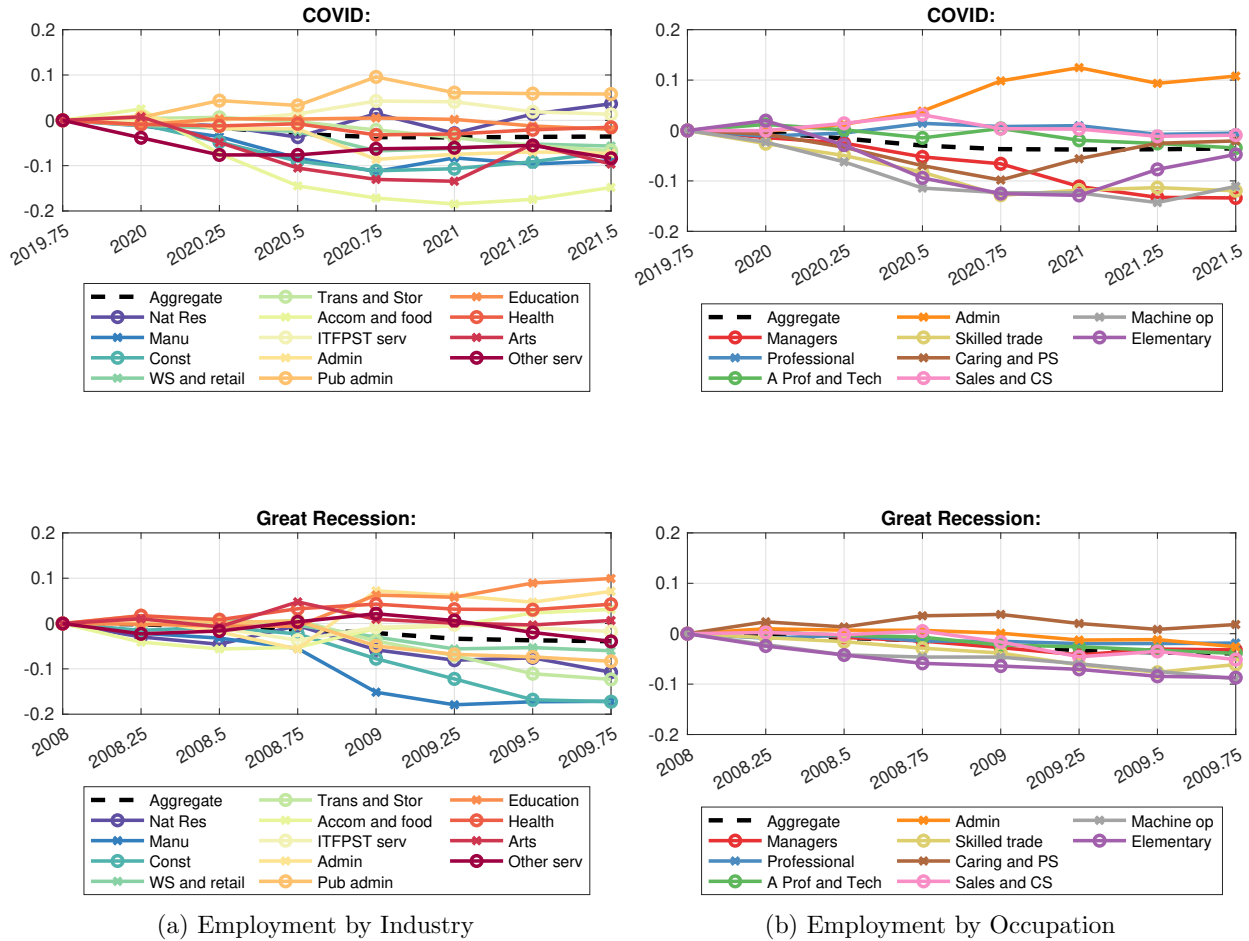 COVID:
0.2
0.1
0
-0.1
-0.2
2019.75 2020 2020.25 2020.5 2020.75 2021 2021.25 2021.5
Aggregate Trans and Stor Education
Nat Res Accom and food Health
Manu ITFPST serv Arts
Const Admin Other serv
WS and retail Pub admin
COVID:
0.2
0.1
0
-0.1
-0.2
2019.75 2020 2020.25 2020.5 2020.75 2021 2021.25 2021.5
Aggregate Admin Machine op
Managers Skilled trade Elementary
Professional Caring and PS
A Prof and Tech Sales and CS
Great Recession:
0.2
0.1
0
-0.1
-0.2
2008 2008.25 2008.5 2008.75 2009 2009.25 2009.5 2009.75
Aggregate Trans and Stor Education
Nat Res Accom and food Health
Manu ITFPST serv Arts
Const Admin Other serv
WS and retail Pub admin
(a) Employment by Industry
Great Recession:
0.2
0.1
0
-0.1
-0.2
2008 2008.25 2008.5 2008.75 2009 2009.25 2009.5 2009.75
Aggregate Admin Machine op
Managers Skilled trade Elementary
Professional Caring and PS
A Prof and Tech Sales and CS
(b) Employment by Occupation